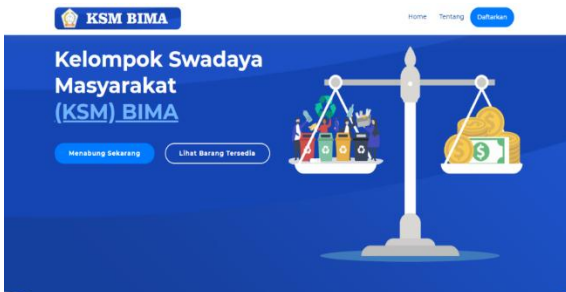 KSM BIMA
Home Tentang Daftarkan
Kelompok Swadaya
Masyarakat
(KSM) BIMA
Menabung Sekarang
Lihat Barang Tersedia